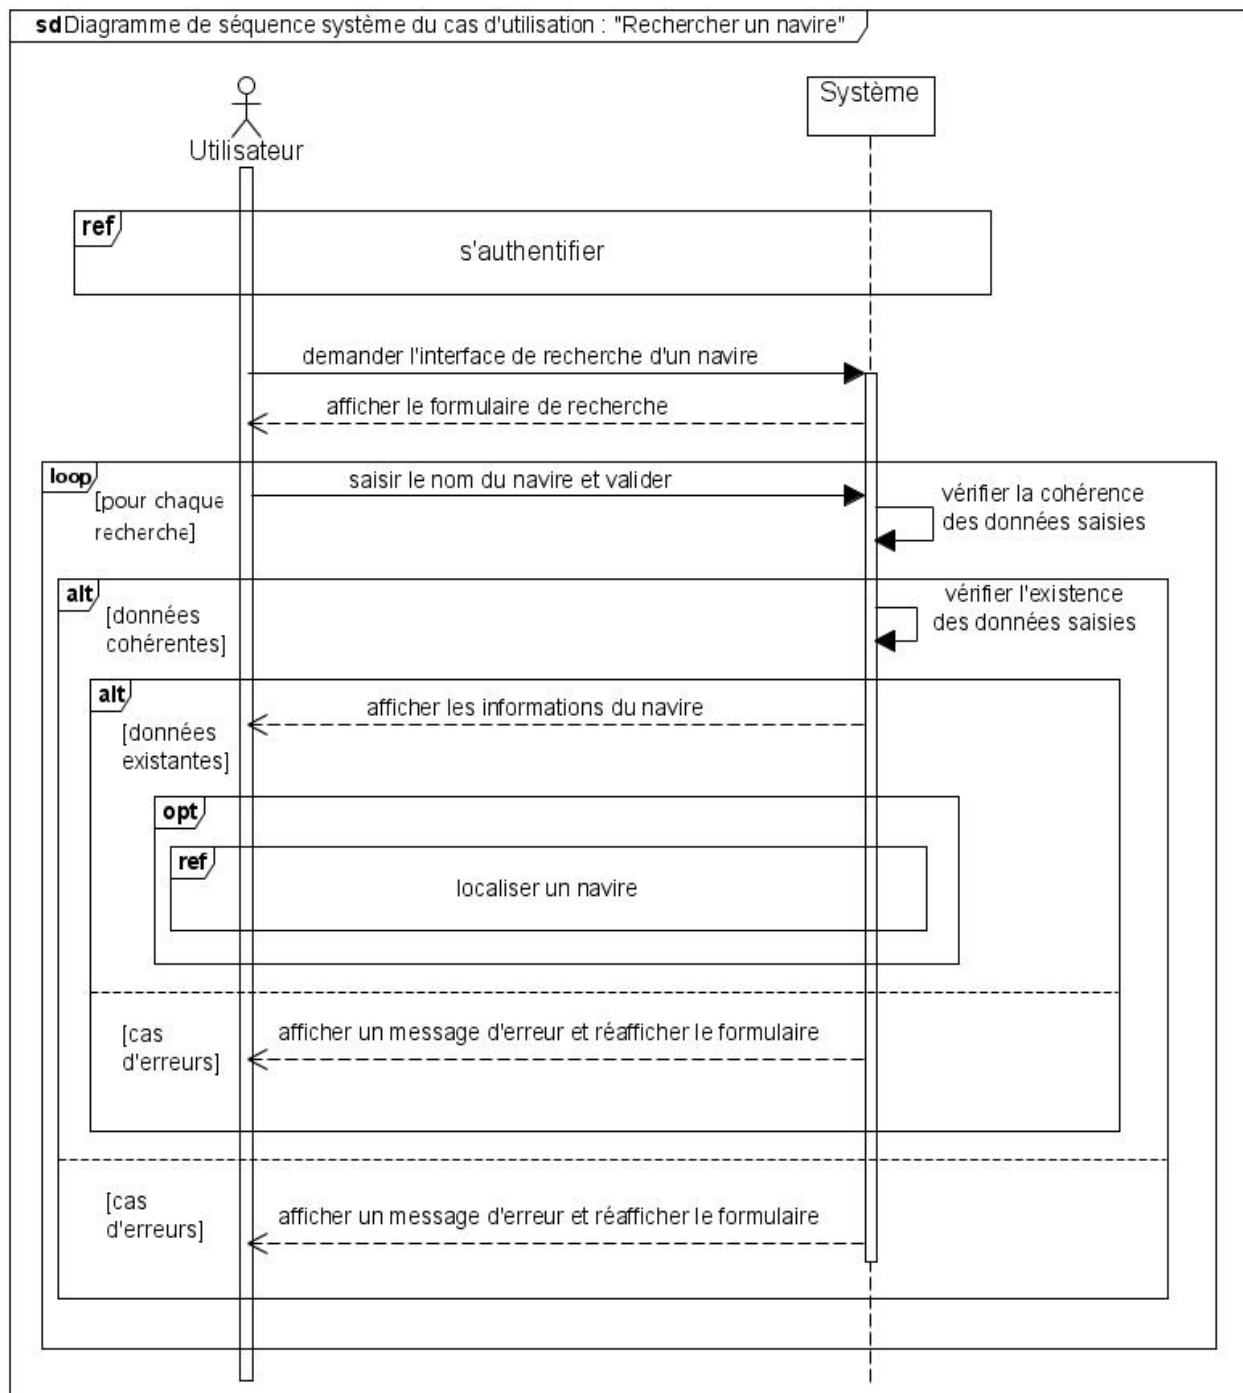 sd Diagramme de séquence système du cas d'utilisation : "Rechercher un navire"
Système
Utilisateur
ref
s'authentifier
demander l'interface de recherche d'un navire
afficher le formulaire de recherche
loop
saisir le nom du navire et valider
[pour chaque
recherche]
vérifier la cohérence
des données saisies
alt
[données
cohérentes]
vérifier l'existence
des données saisies
alt
afficher les informations du navire
[données
existantes]
opt
ref
localiser un navire
[cas
d'erreurs]
afficher un message d'erreur et réafficher le formulaire
[cas
d'erreurs]
afficher un message d'erreur et réafficher le formulaire